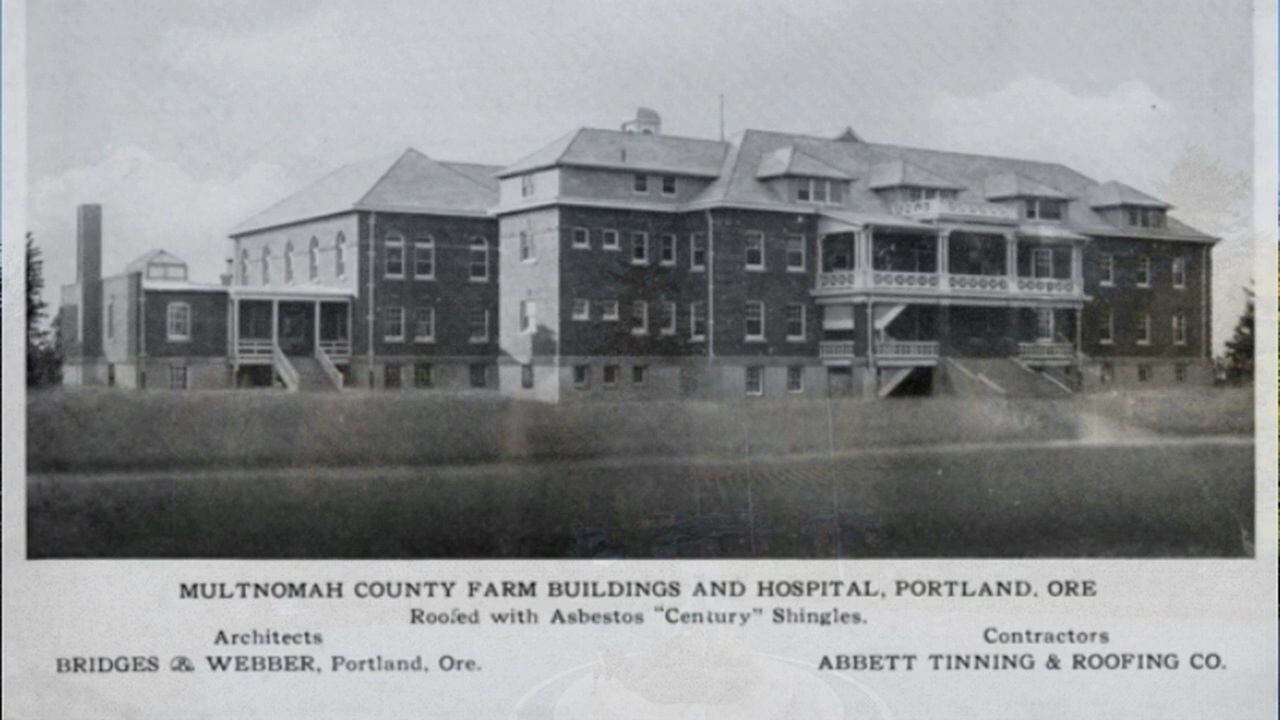 MULTNOMAH COUNTY FARM BUILDINGS AND HOSPITAL, PORTLAND, ORE
Roofed with Asbestos "Century" Shingles.
Architects
BRIDGES & WEBBER, Portland, Ore.
Contractors
ABBETT TINNING & ROOFING CO.